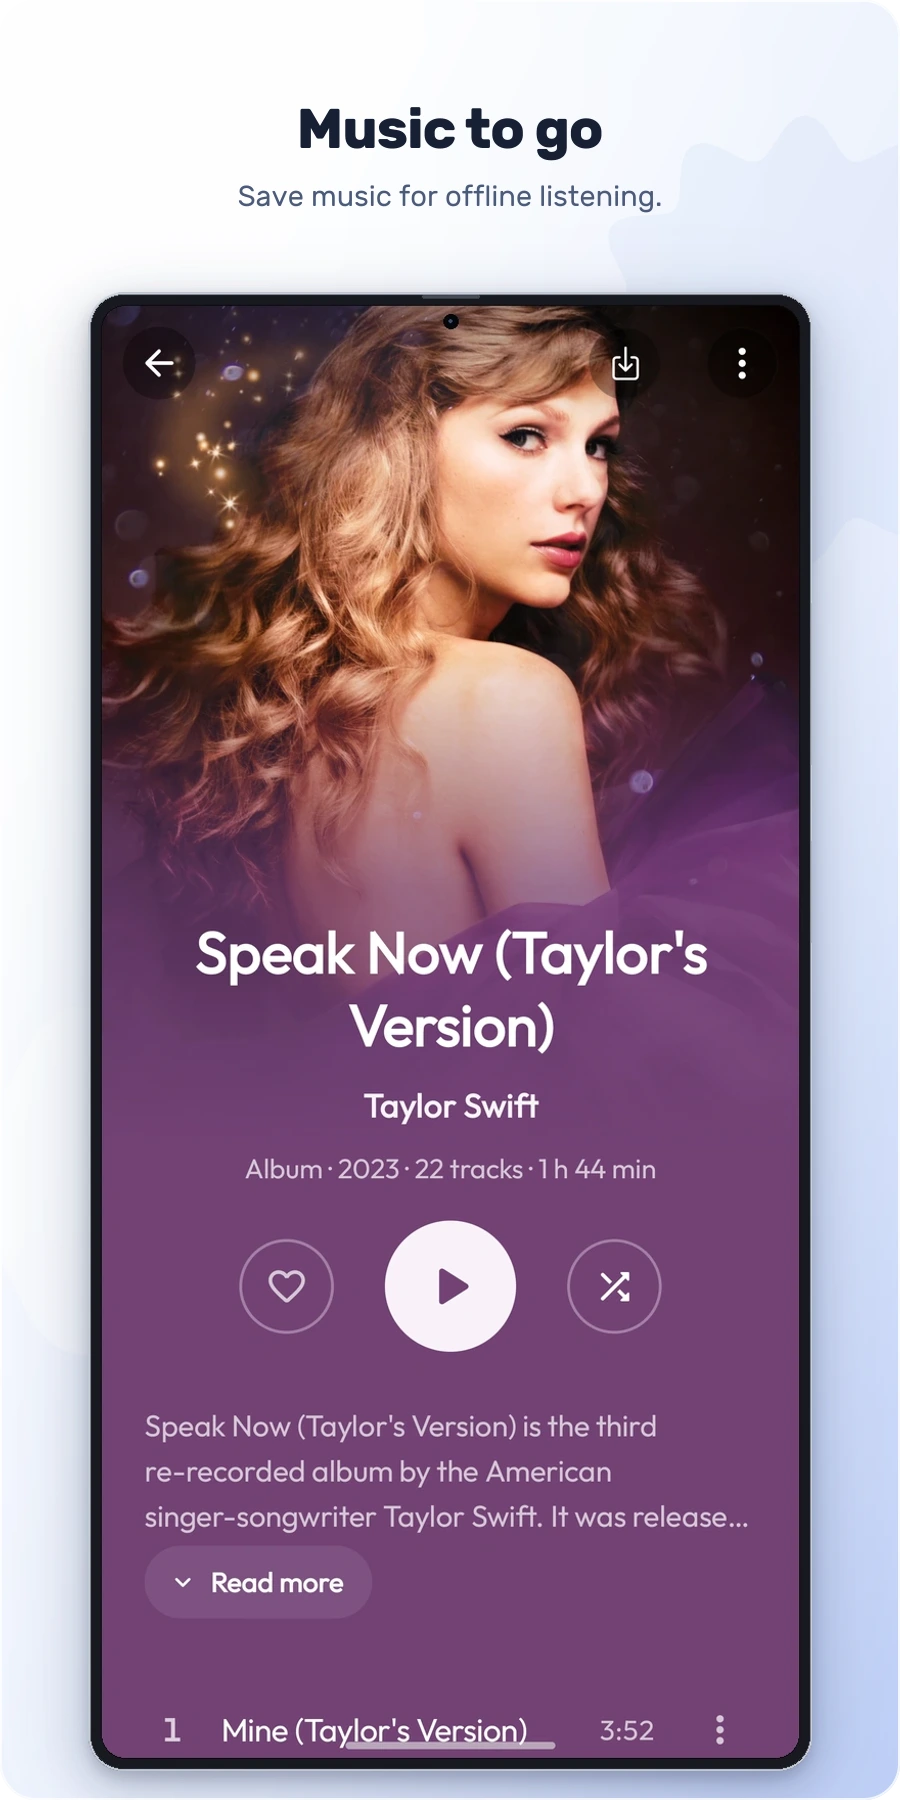 Music to go
Save music for offline listening.
Speak Now (Taylor's
Version)
Taylor Swift
Album · 2023 · 22 tracks · 1 h 44 min
Speak Now (Taylor's Version) is the third
re-recorded album by the American
singer-songwriter Taylor Swift. It was release...
Read more
1 Mine (Taylor's Version) 3:52